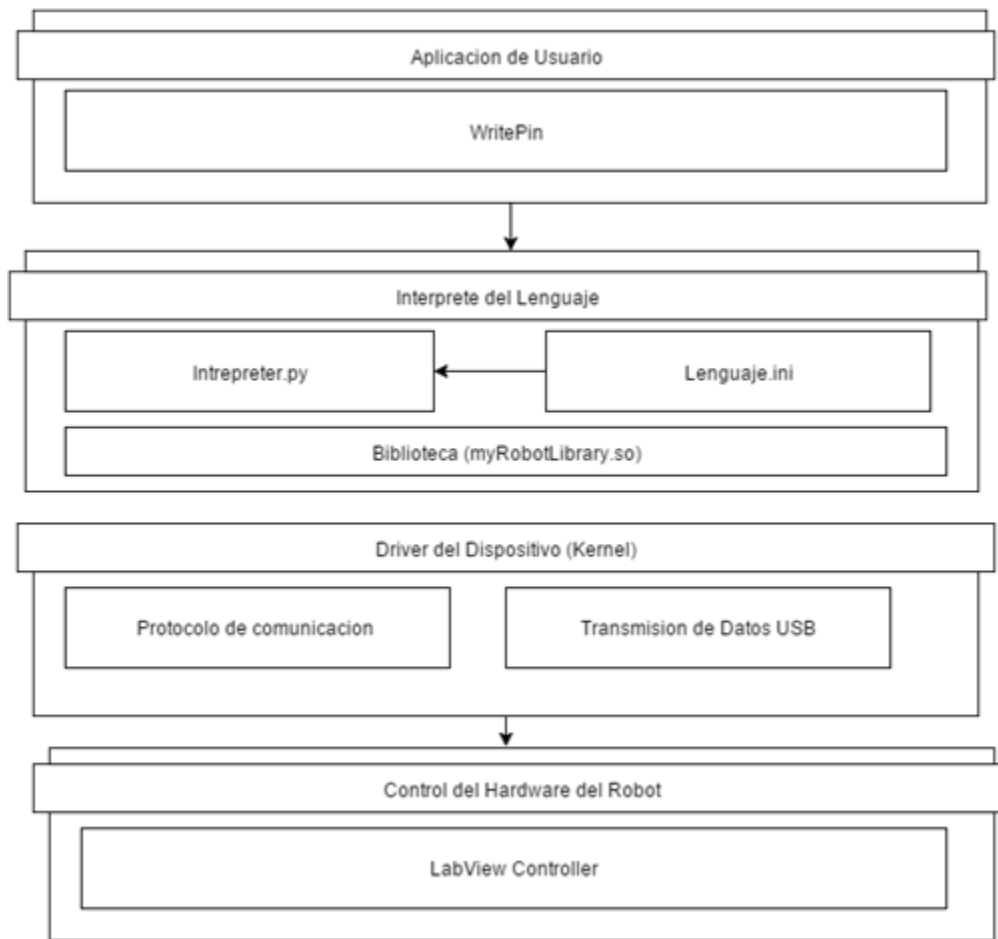 Aplicacion de Usuario
WritePin
Interprete del Lenguaje
Intrepreter.py
Lenguaje.ini
Biblioteca (myRobotLibrary.so)
Driver del Dispositivo (Kernel)
Protocolo de comunicacion
Transmision de Datos USB
Control del Hardware del Robot
LabView Controller